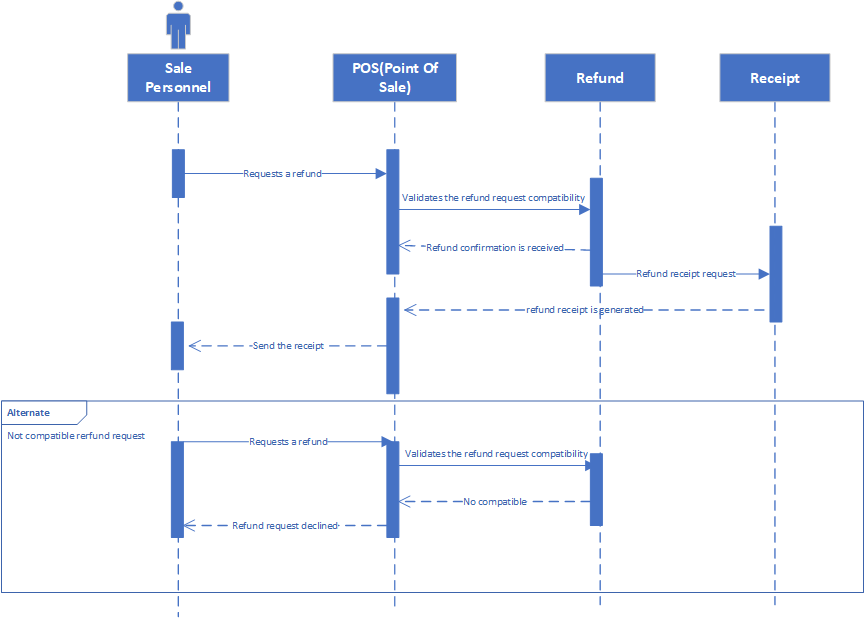 Sale
Personnel
POS(Point Of
Sale)
Refund
Receipt
Requests a refund
Validates the refund request compatibility
Refund confirmation is received
Refund receipt request
refund receipt is generated
Send the receipt
Alternate
Not compatible rerfund request
Requests a refund
Validates the refund request compatibility
No compatible
Refund request declined